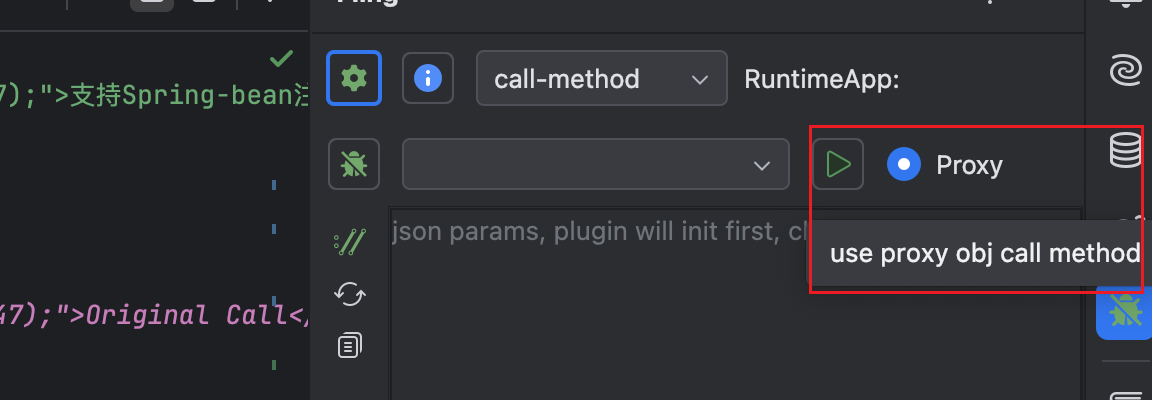 call-method
RuntimeApp:
7);">支持Spring-bean注
Proxy
json params, plugin will init first, cl
use proxy obj call method
47);">Original Call</